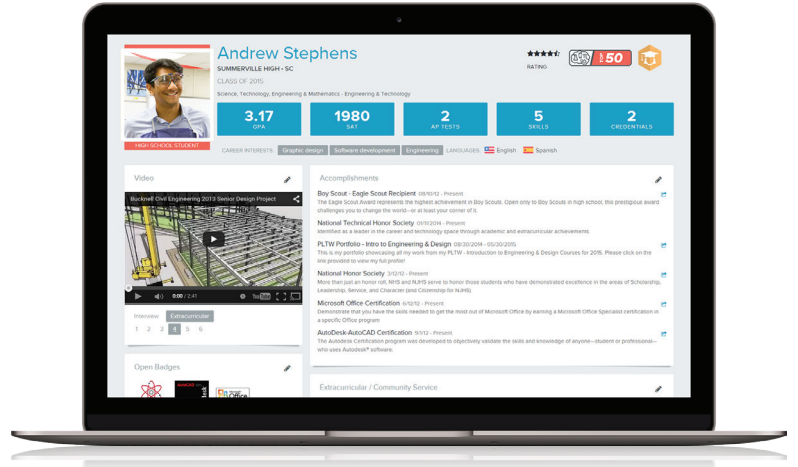 Andrew Stephens
SUMMERVILLE HIGH - SC
CLASS OF 2015
Science, Technology, Engineering & Mathematics - Engineering & Technology
RATING
50
3.17
GPA
1980
SAT
2
AP TESTS
5
SKILLS
2
CREDENTIALS
HIGH SCHOOL STUDENT
CAREER INTERESTS: Graphic design Software development Engineering LANGUAGES: English Spanish
Video
Bucknell Civil Engineering 2013 Senior Design Project
0:00 / 2:41
YouTube
Interview Extracurricular
1 2 3 4 5 6
Open Badges
Office
Accomplishments
Boy Scout - Eagle Scout Recipient 08/10/12 - Present
The Eagle Scout Award represents the highest achievement in Boy Scouts. Open only to Boy Scouts in high school, this prestigious award
challenges you to change the world—or at least your corner of it.
National Technical Honor Society 01/11/2014 - Present
Identified as a leader in the career and technology space through academic and extracurricular achievements.
PLTW Portfolio - Intro to Engineering & Design 08/20/2014 - 05/20/2015
This is my portfolio showcasing all my work from my PLTW - Introduction to Engineering & Design Courses for 2015. Please click on the
link provided to view my full profile!
National Honor Society 3/12/12 - Present
More than just an honor roll, NHS and NJHS serve to honor those students who have demonstrated excellence in the areas of Scholarship,
Leadership, Service, and Character (and Citizenship for NJHS).
Microsoft Office Certification 6/12/12 - Present
Demonstrate that you have the skills needed to get the most out of Microsoft Office by earning a Microsoft Office Specialist certification in
a specific Office program
AutoDesk-AutoCAD Certification 9/1/12 - Present
The Autodesk Certification program was developed to objectively validate the skills and knowledge of anyone—student or professional—
who uses Autodesk® software.
Extracurricular / Community Service